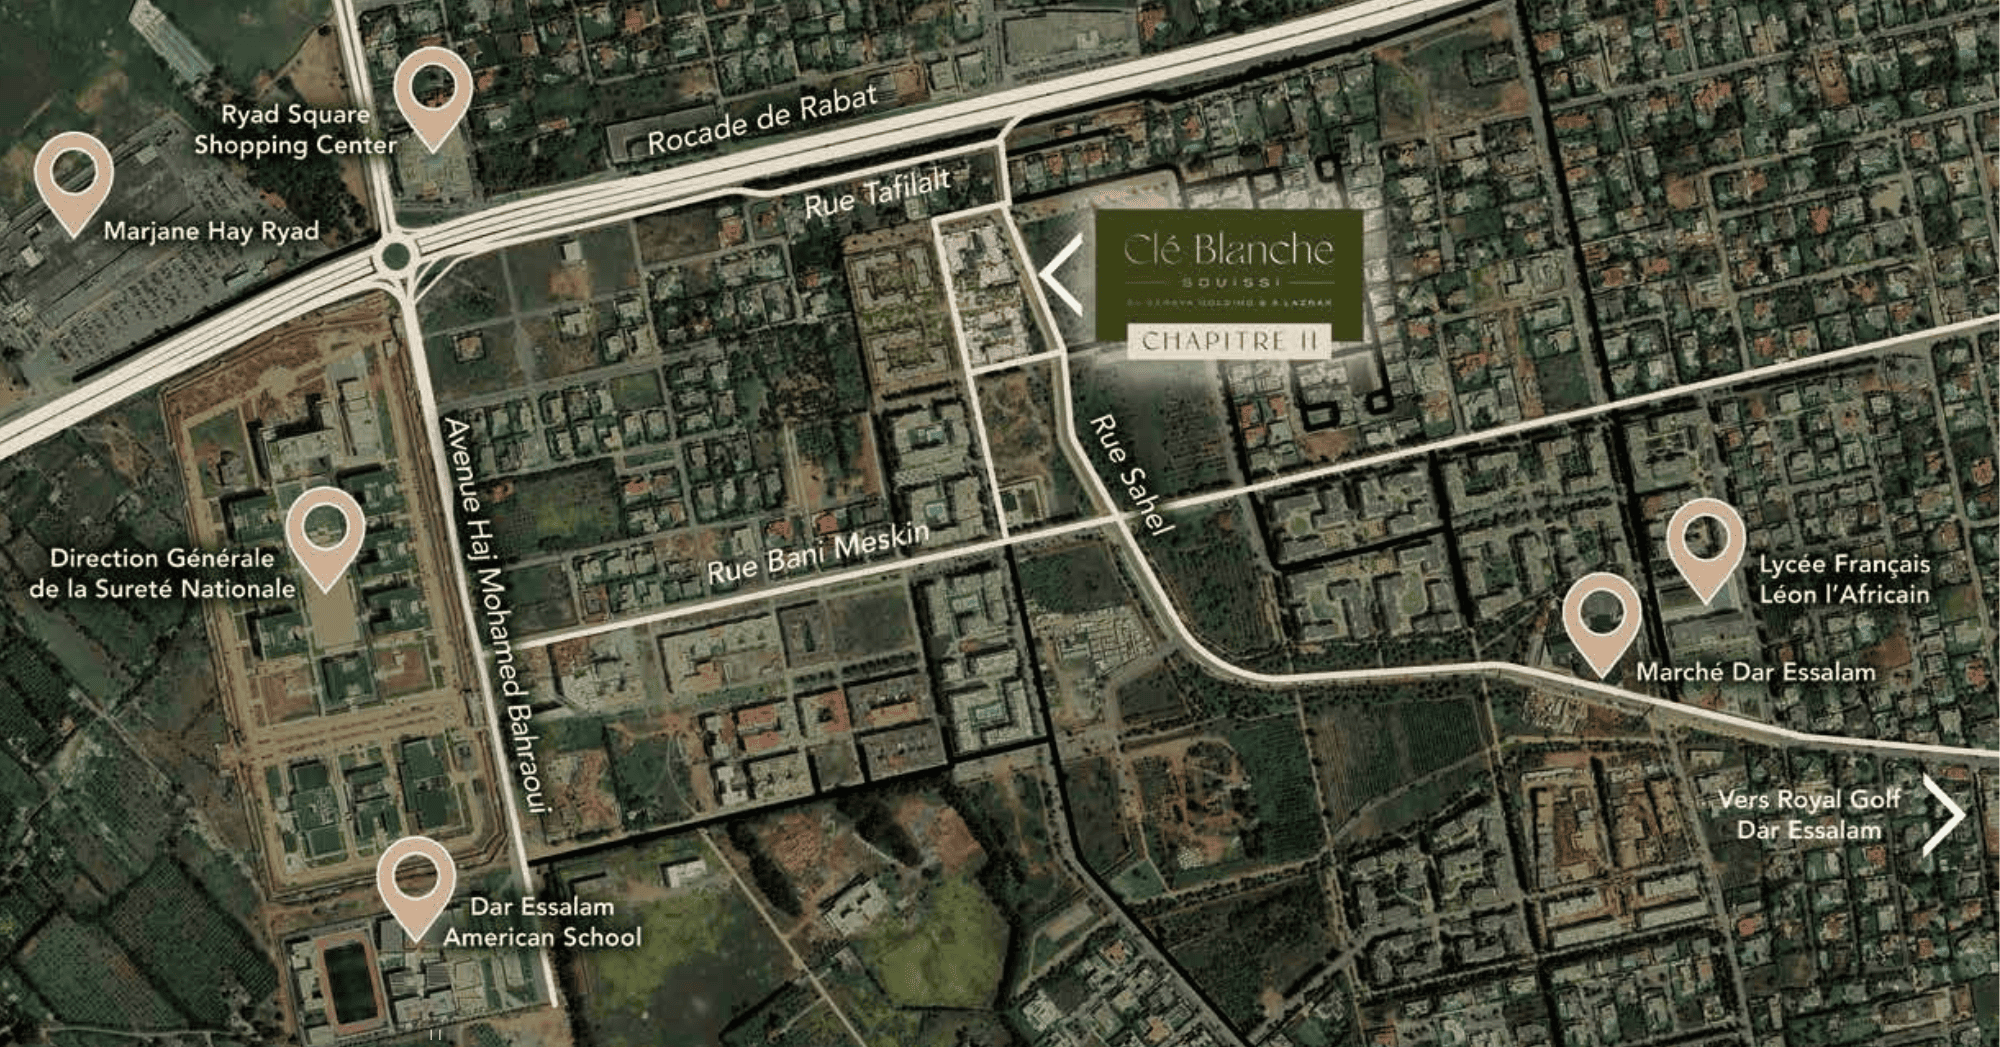 Rocade de Rabat
Ryad Square
Shopping Center
Rue Tafilalt
Marjane Hay Ryad
Clé Blanche
SOUISSI
CHAPITRE II
Avenue Haj Mohamed Bahraoui
Rue Sahel
Rue Bani Meskin
Direction Générale
de la Sureté Nationale
Lycée Français
Léon l'Africain
Marché Dar Essalam
Vers Royal Golf
Dar Essalam
Dar Essalam
American School
11